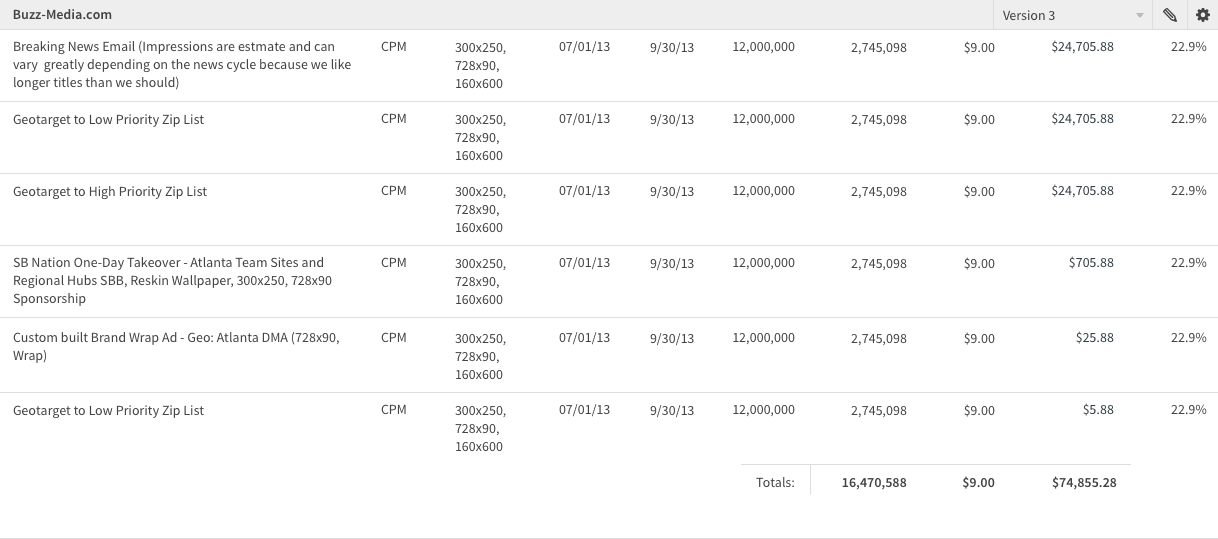 Buzz-Media.com Version 3
Breaking News Email (Impressions are estmate and can CPM 300x250, 07/01/13 9/30/13 12,000,000 2,745,098 $9.00 $24,705.88 22.9%
vary greatly depending on the news cycle because we like 728x90,
longer titles than we should) 160x600
Geotarget to Low Priority Zip List CPM 300x250, 07/01/13 9/30/13 12,000,000 2,745,098 $9.00 $24,705.88 22.9%
728x90,
160x600
Geotarget to High Priority Zip List CPM 300x250, 07/01/13 9/30/13 12,000,000 2,745,098 $9.00 $24,705.88 22.9%
728x90,
160x600
SB Nation One-Day Takeover - Atlanta Team Sites and CPM 300x250, 07/01/13 9/30/13 12,000,000 2,745,098 $9.00 $705.88 22.9%
Regional Hubs SBB, Reskin Wallpaper, 300x250, 728x90 728x90,
Sponsorship 160x600
Custom built Brand Wrap Ad - Geo: Atlanta DMA (728x90, CPM 300x250, 07/01/13 9/30/13 12,000,000 2,745,098 $9.00 $25.88 22.9%
Wrap) 728x90,
160x600
Geotarget to Low Priority Zip List CPM 300x250, 07/01/13 9/30/13 12,000,000 2,745,098 $9.00 $5.88 22.9%
728x90,
160x600
Totals: 16,470,588 $9.00 $74,855.28